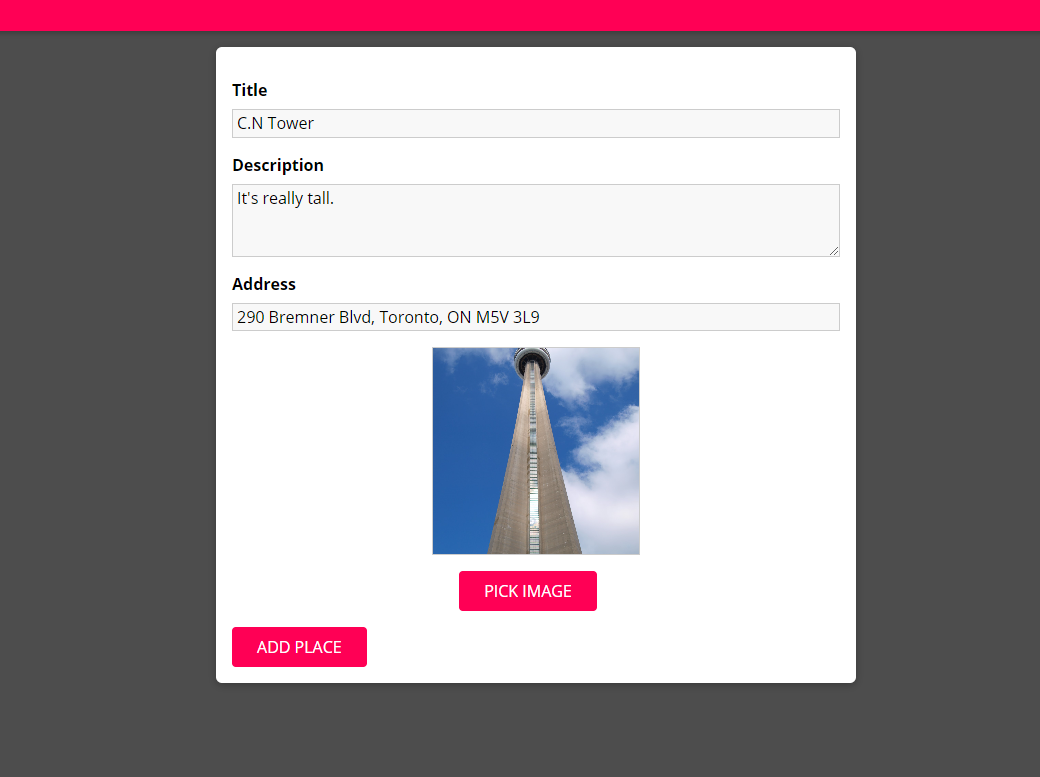 Title
C.N Tower
Description
It's really tall.
Address
290 Bremner Blvd, Toronto, ON M5V 3L9
PICK IMAGE
ADD PLACE